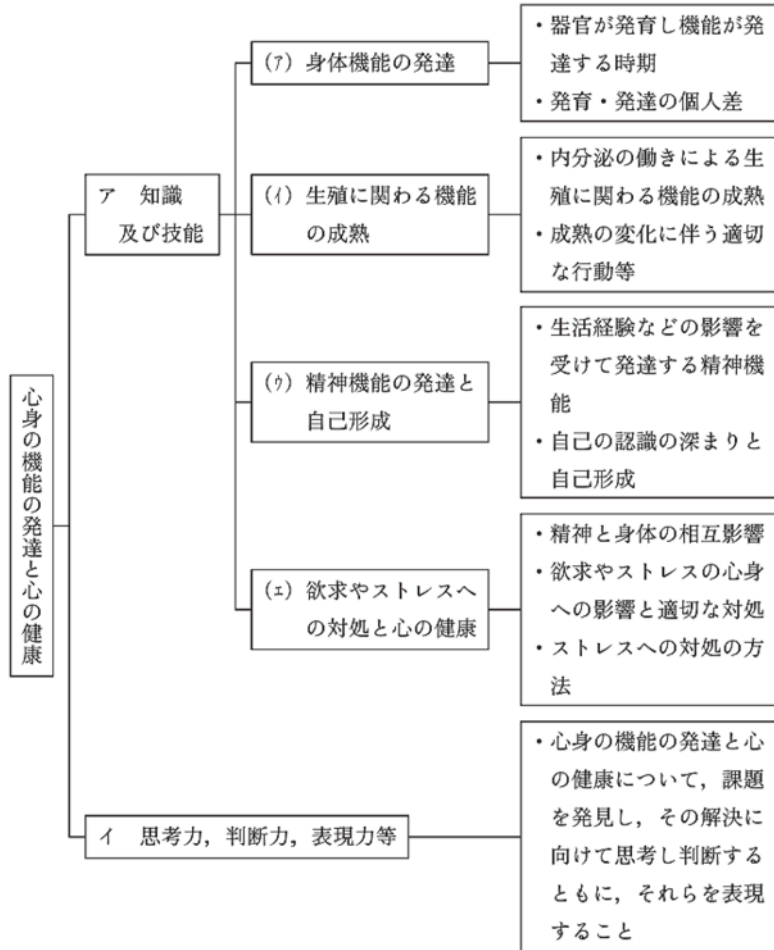 心身の機能の発達と心の健康
ア 知識
及び技能
(ｱ) 身体機能の発達
・器官が発育し機能が発
達する時期
・発育・発達の個人差
(ｲ) 生殖に関わる機能
の成熟
・内分泌の働きによる生
殖に関わる機能の成熟
・成熟の変化に伴う適切
な行動等
(ｳ) 精神機能の発達と
自己形成
・生活経験などの影響を
受けて発達する精神機
能
・自己の認識の深まりと
自己形成
(ｴ) 欲求やストレスへ
の対処と心の健康
・精神と身体の相互影響
・欲求やストレスの心身
への影響と適切な対処
・ストレスへの対処の方
法
イ 思考力，判断力，表現力等
・心身の機能の発達と心
の健康について，課題
を発見し，その解決に
向けて思考し判断する
ともに，それらを表現
すること